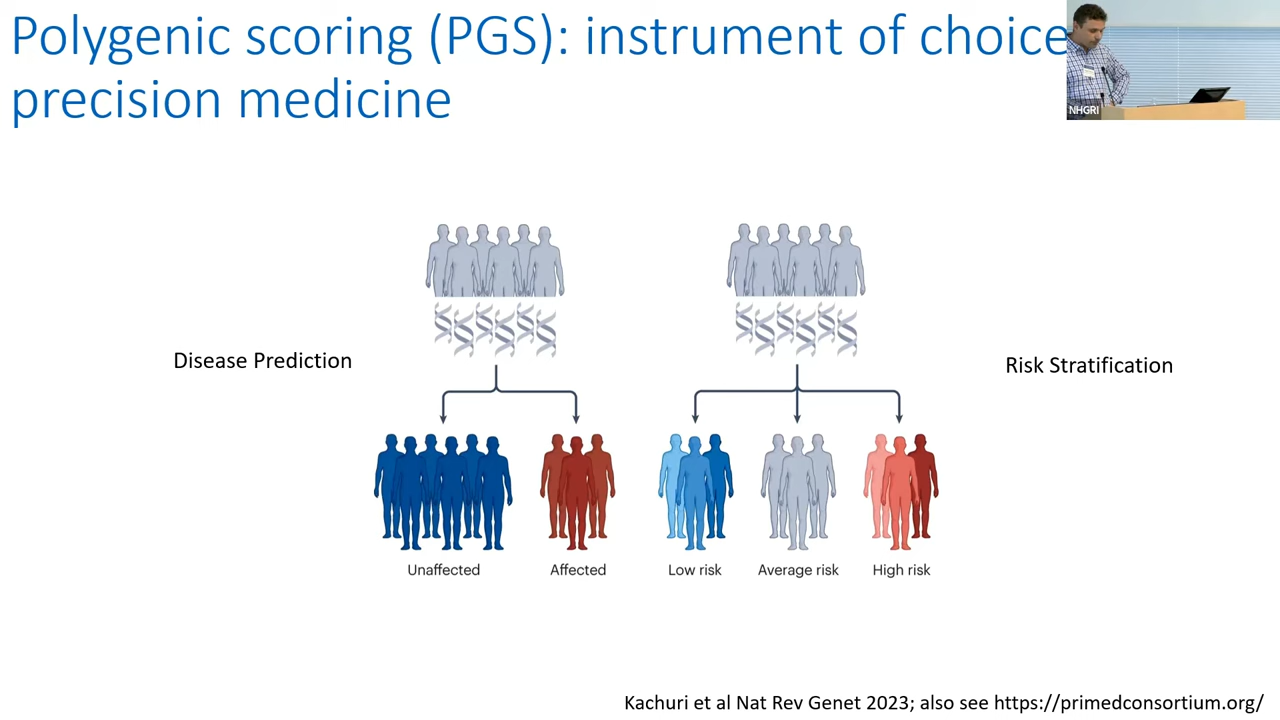 Polygenic scoring (PGS): instrument of choice
precision medicine
NHGRI
Disease Prediction
Risk Stratification
Unaffected
Affected
Low risk
Average risk
High risk
Kachuri et al Nat Rev Genet 2023; also see https://primedconsortium.org/